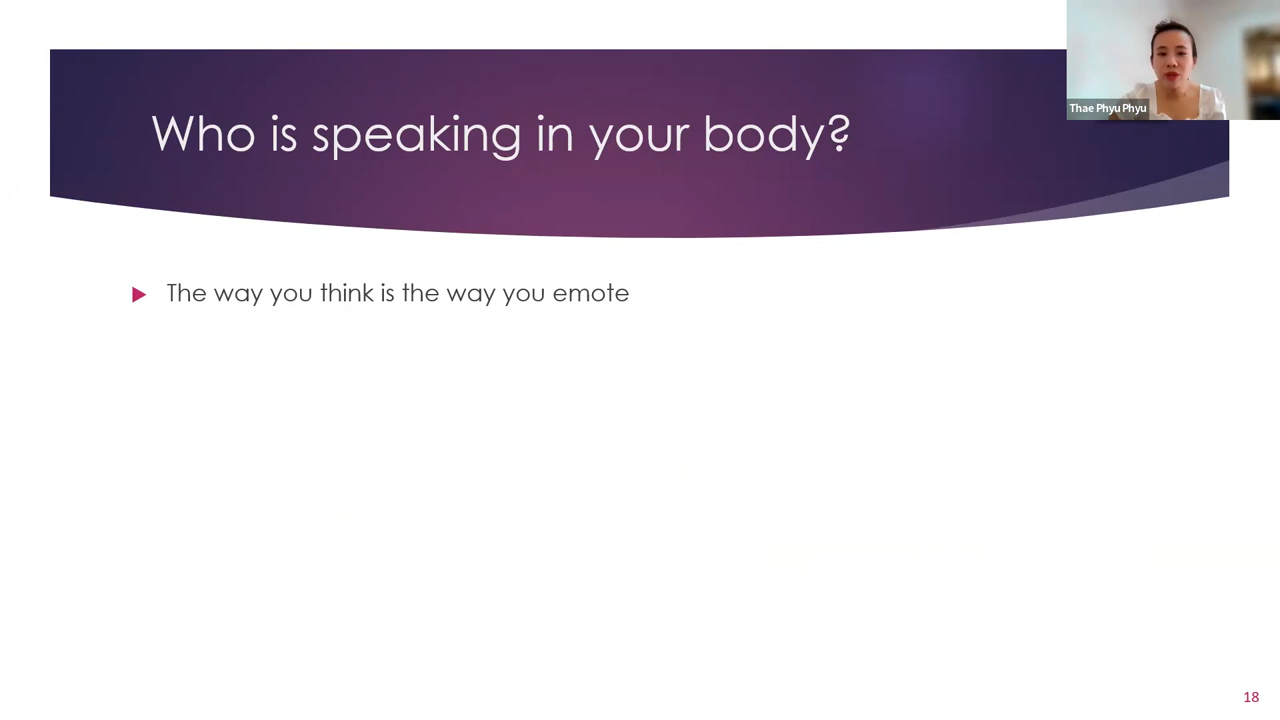 Who is speaking in your body?
Thae Phyu Phyu
The way you think is the way you emote
18